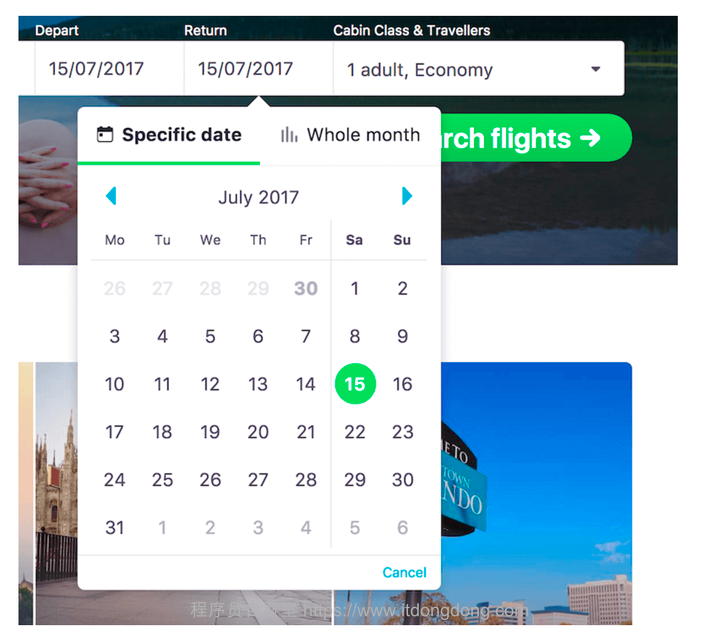 Depart Return Cabin Class & Travellers
15/07/2017 15/07/2017 1 adult, Economy
Specific date Whole month
flights
July 2017
Mo Tu We Th Fr Sa Su
26 27 28 29 30 1 2
3 4 5 6 7 8 9
10 11 12 13 14 15 16
17 18 19 20 21 22 23
24 25 26 27 28 29 30
31 1 2 3 4 5 6
TO
TOWN
NDO
Cancel
程序员 https://www.itdongdong.com